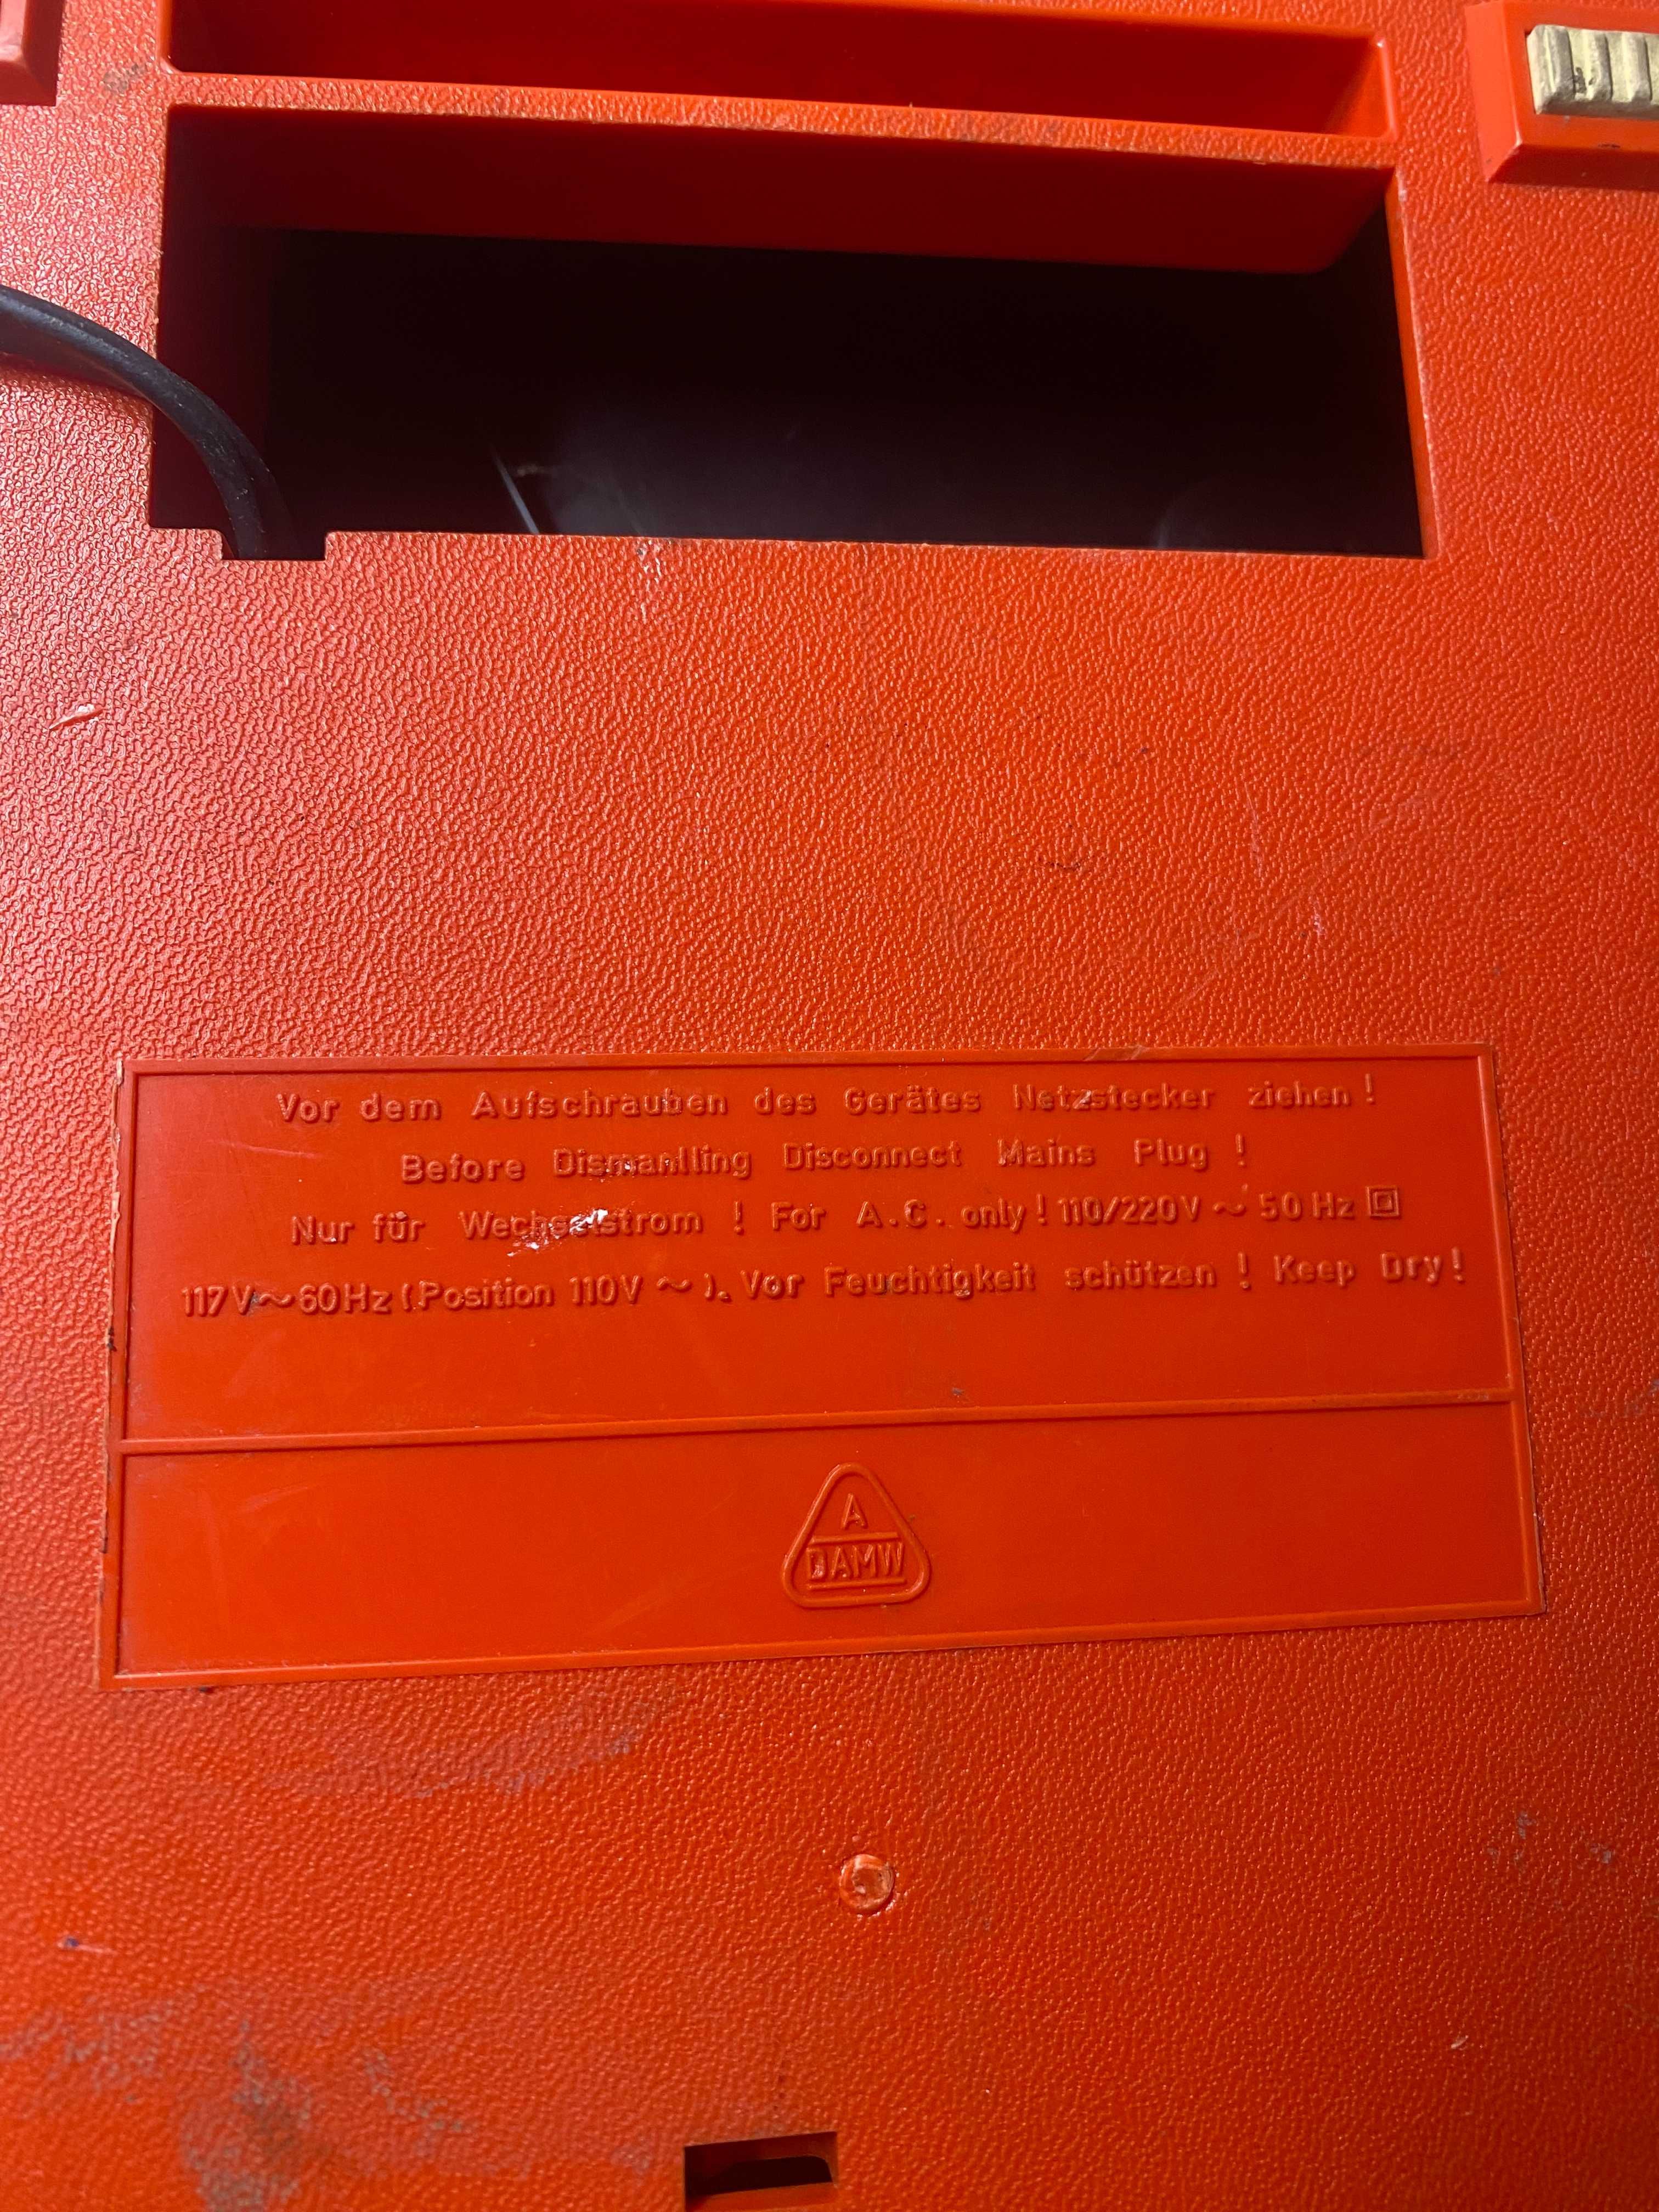 Vor dem Aufschrauben des Gerätes Netzstecker ziehen !
Before Dismantling Disconnect Mains Plug !
Nur für Wechselstrom ! For A.C. only ! 110/220V ~ 50 Hz
117V~60Hz (Position 110V ~ ). Vor Feuchtigkeit schützen ! Keep Dry !
A
DAMW